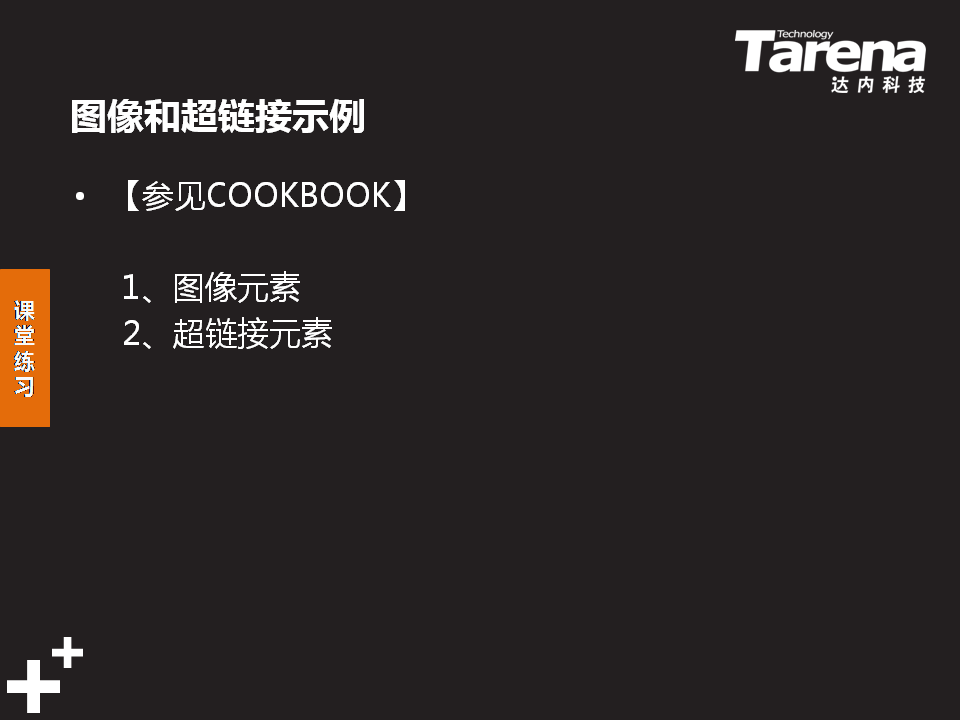 Technology
Tarena
达内科技
图像和超链接示例
• 【参见COOKBOOK】
1、图像元素
2、超链接元素
课堂练习